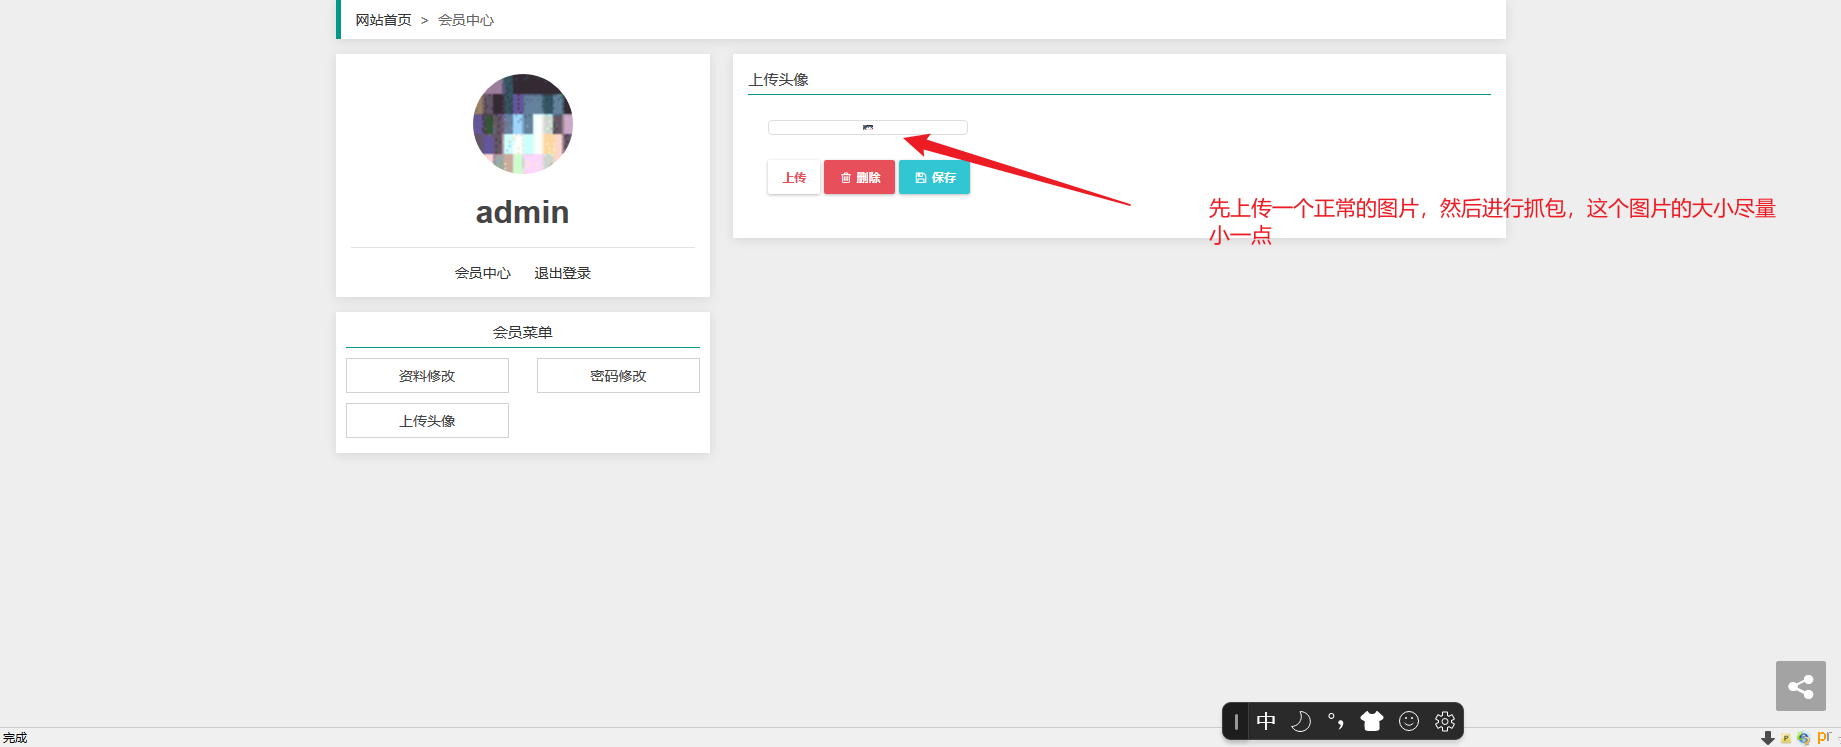 网站首页 > 会员中心
admin
会员中心 退出登录
会员菜单
资料修改 密码修改
上传头像
上传头像
上传 删除 保存
先上传一个正常的图片，然后进行抓包，这个图片的大小尽量
小一点
中
完成